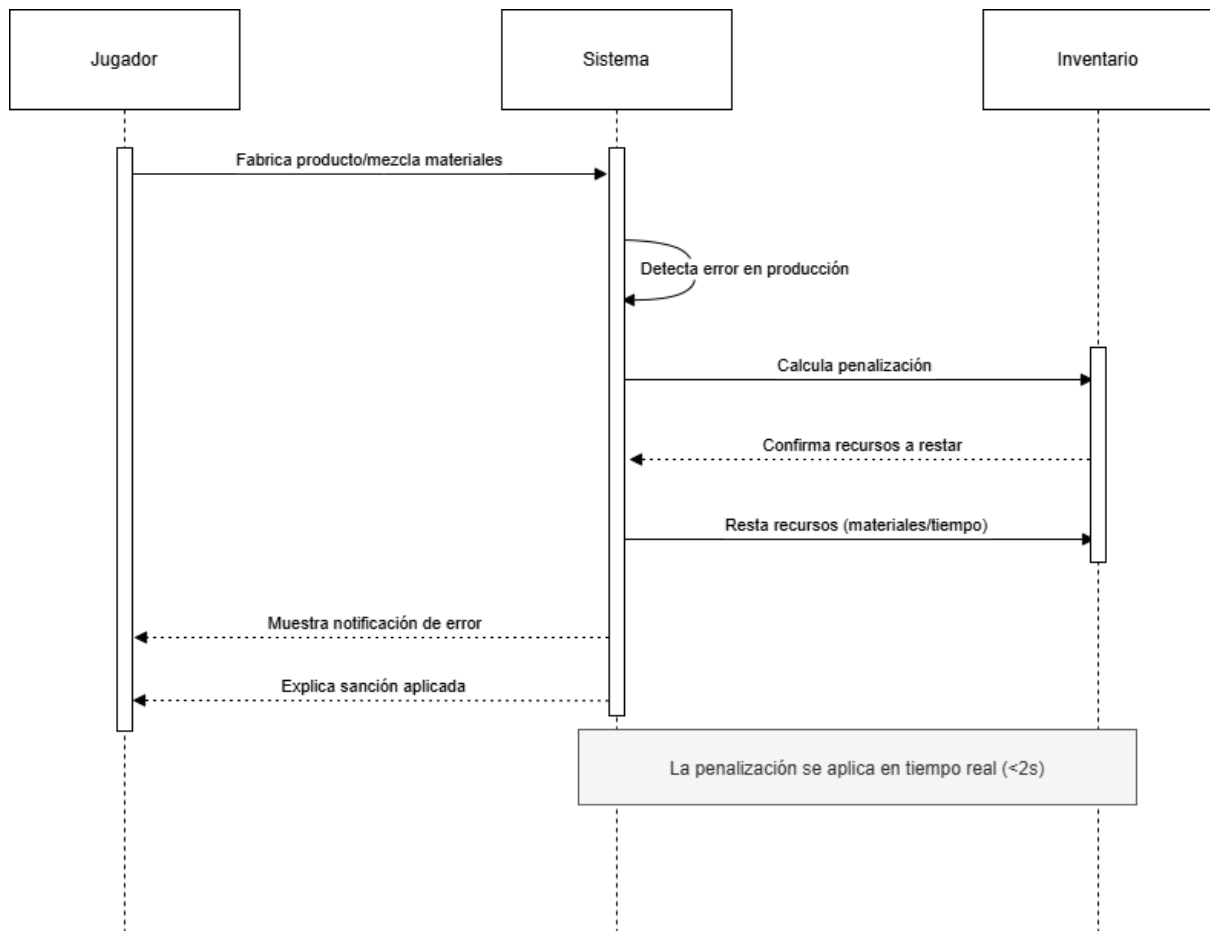 Jugador
Sistema
Inventario
Fabrica producto/mezcla materiales
Detecta error en producción
Calcula penalización
Confirma recursos a restar
Resta recursos (materiales/tiempo)
Muestra notificación de error
Explica sanción aplicada
La penalización se aplica en tiempo real (<2s)